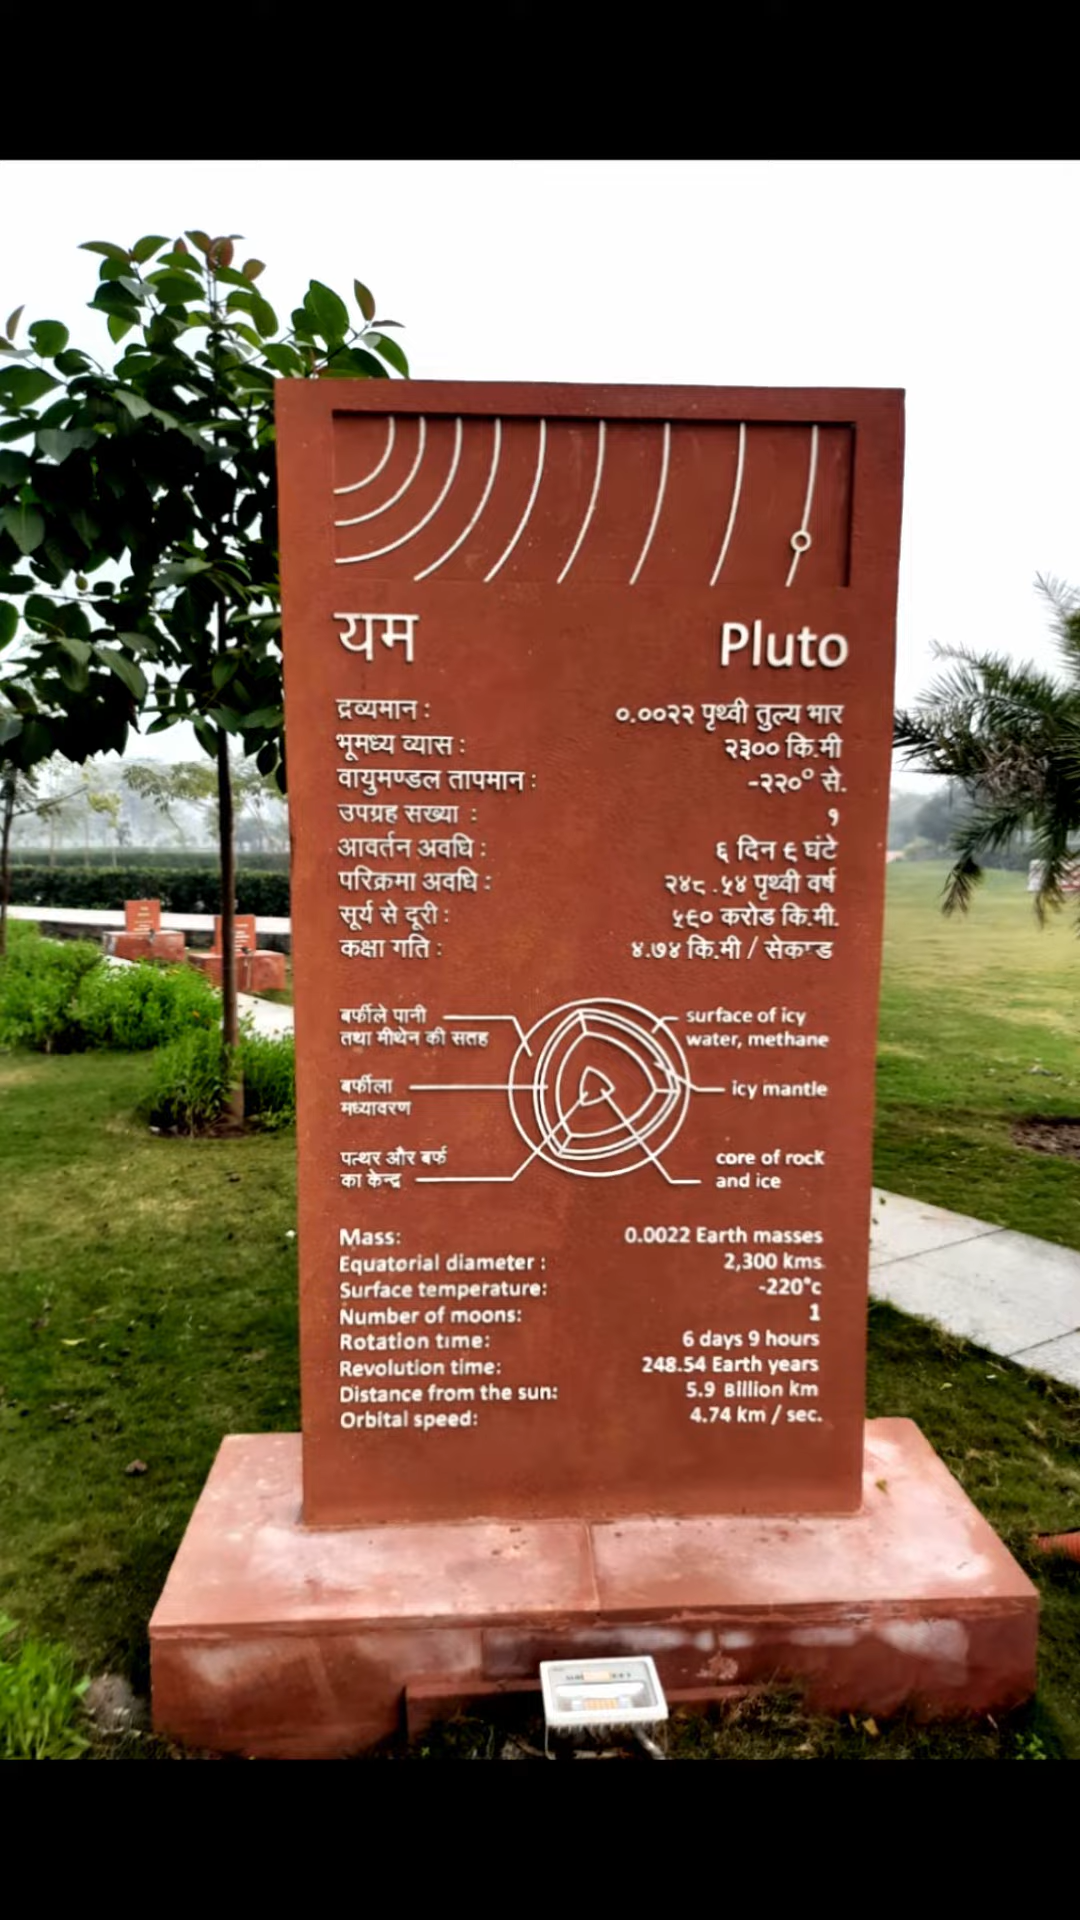 यम
Pluto
द्रव्यमान : ०.००२२ पृथ्वी तुल्य भार
भूमध्य व्यास : २३०० कि.मी
वायुमण्डल तापमान : -२२०° से.
उपग्रह सख्या : १
आवर्तन अवधि : ६ दिन ९ घंटे
परिक्रमा अवधि : २४८.५४ पृथ्वी वर्ष
सूर्य से दूरी : ५९० करोड कि.मी.
कक्षा गति : ४.७४ कि.मी /
बर्फीले पानी
तथा मीथेन की सतह
surface of icy
water, methane
बर्फीला
मध्यावरण
icy mantle
पत्थर और बर्फ
का केन्द्र
core of rock
and ice
Mass: 0.0022 Earth masses
Equatorial diameter : 2,300 kms
Surface temperature: -220°c
Number of moons: 1
Rotation time: 6 days 9 hours
Revolution time: 248.54 Earth years
Distance from the sun: 5.9 Billion km
Orbital speed: 4.74 km / sec.